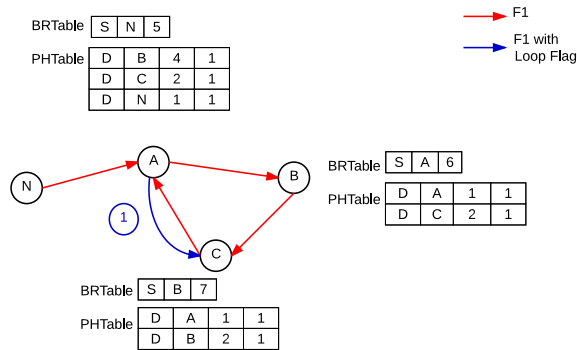 BRTable S N 5
PHTable D B 4 1
D C 2 1
D N 1 1
F1
F1 with
Loop Flag
N
A
B
C
1
BRTable S A 6
PHTable D A 1 1
D C 2 1
BRTable S B 7
PHTable D A 1 1
D B 2 1